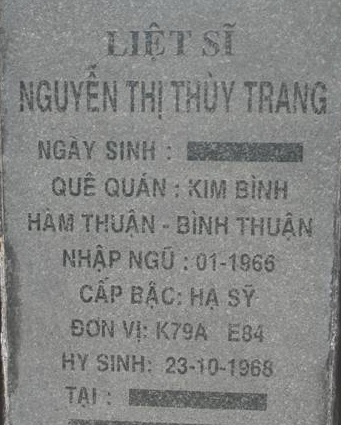 LIỆT SĨ
NGUYỄN THỊ THÙY TRANG
NGÀY SINH :
QUÊ QUÁN : KIM BÌNH
HÀM THUẬN - BÌNH THUẬN
NHẬP NGŨ : 01-1966
CẤP BẬC: HẠ SỸ
ĐƠN VỊ: K79A E84
HY SINH: 23-10-1968
TẠI :